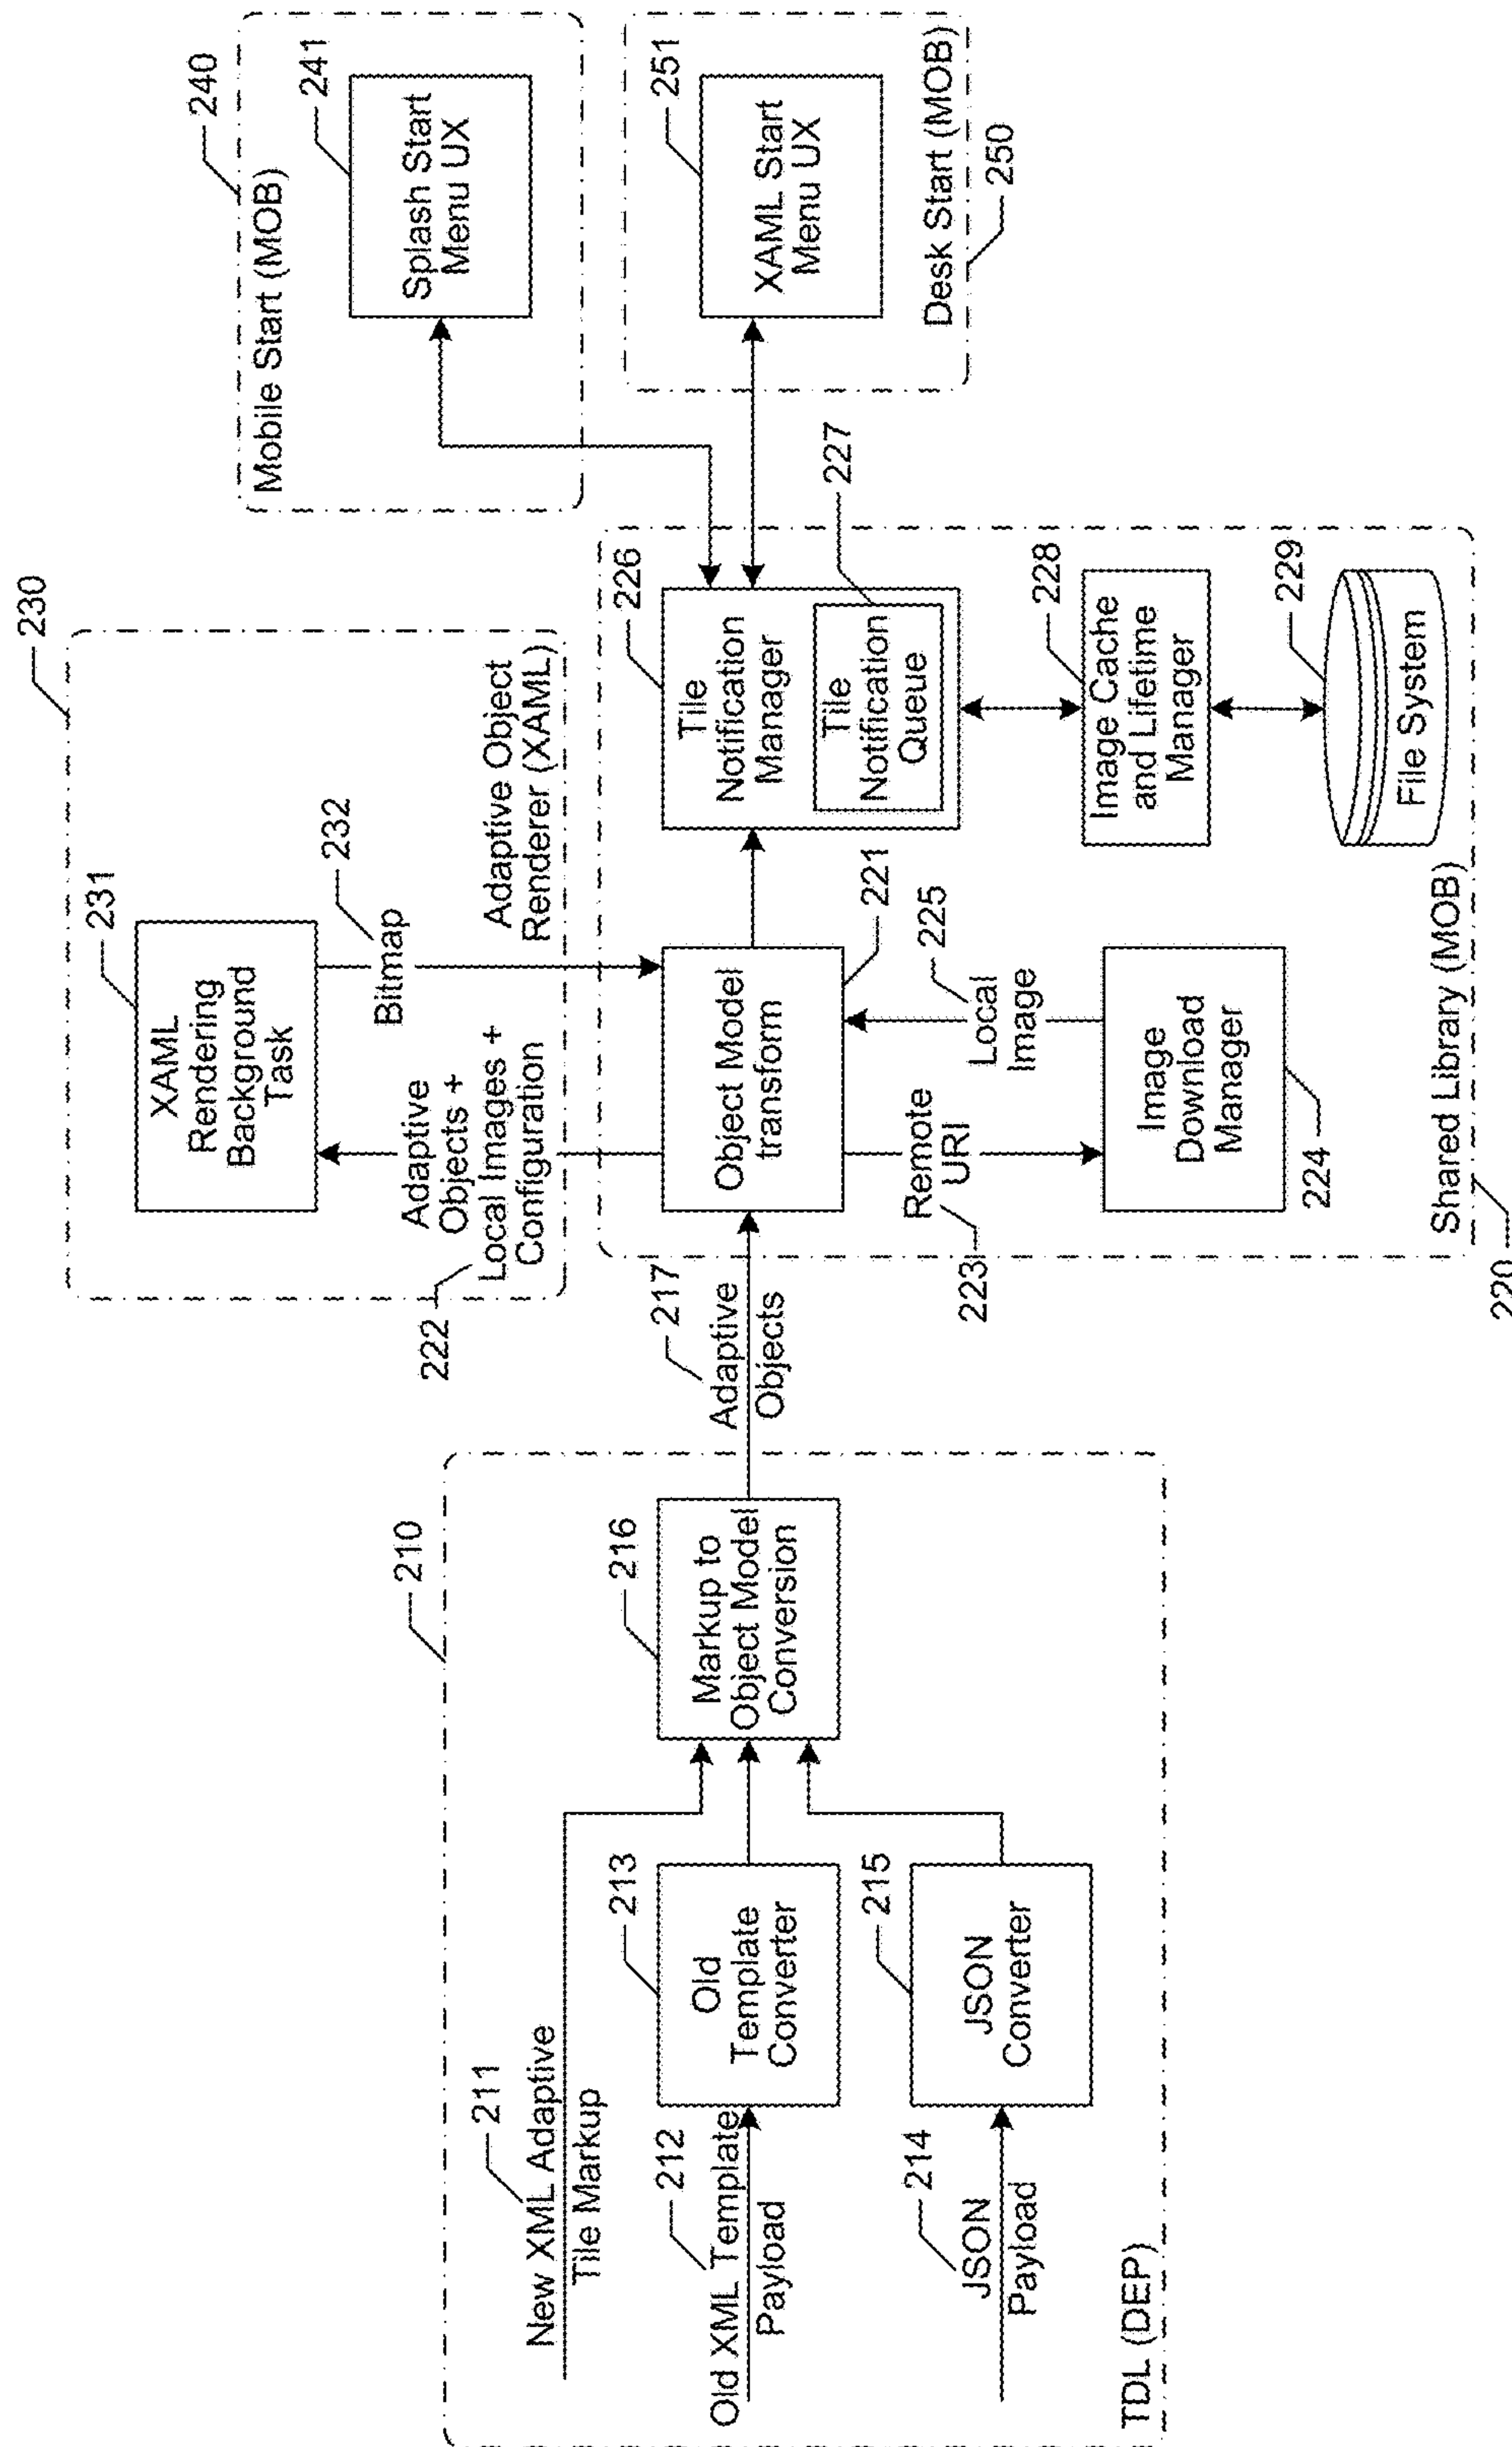 210
211
New XML Adaptive
Tile Markup
212
Old XML Template
Payload
213
Old
Template
Converter
214
JSON
Payload
215
JSON
Converter
216
Markup to
Object Model
Conversion
TDL (DEP)
217
Adaptive
Objects
230
231
XAML
Rendering
Background
Task
222
Adaptive
Objects +
Local Images +
Configuration
232
Bitmap
Adaptive Object
Renderer (XAML)
221
Object Model
transform
223
Remote
URI
225
Local
Image
224
Image
Download
Manager
226
Tile
Notification
Manager
227
Tile
Notification
Queue
228
Image Cache
and Lifetime
Manager
229
File System
Shared Library (MOB)
220
240
Mobile Start (MOB)
241
Splash Start
Menu UX
251
XAML Start
Menu UX
Desk Start (MOB)
250